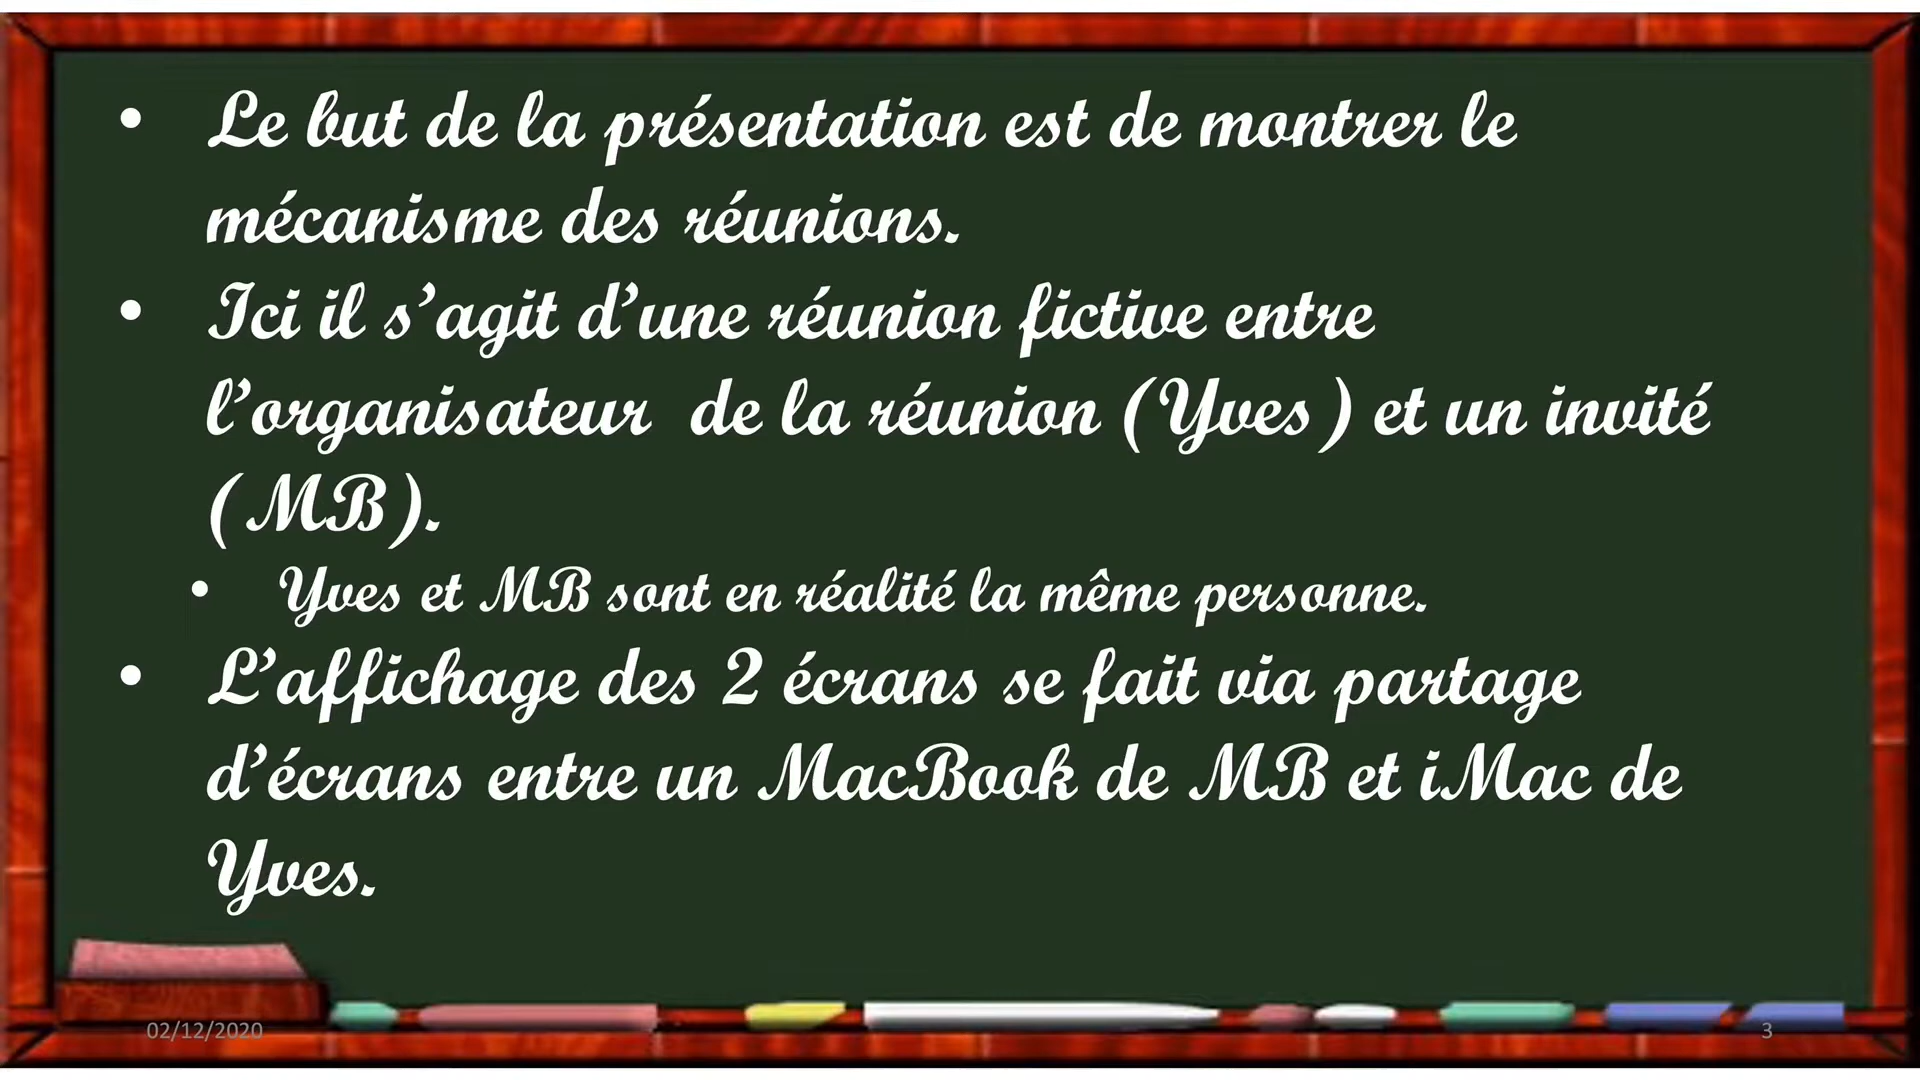 • Le but de la présentation est de montrer le
mécanisme des réunions.
• Ici il s’agit d’une réunion fictive entre
l’organisateur de la réunion (Yves) et un invité
(MB).
• Yves et MB sont en réalité la même personne.
• L’affichage des 2 écrans se fait via partage
d’écrans entre un MacBook de MB et iMac de
Yves.
02/12/2020
3